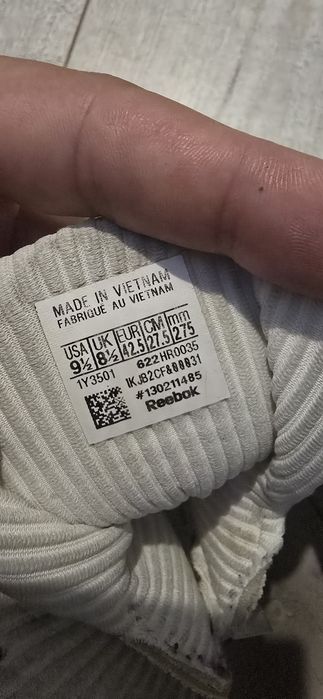 MADE IN VIETNAM
FABRIQUE AU VIETNAM
USA UK EUR CM mm
9½ 8½ 42.5 27.5 275
1Y3501 622HR0035
#130211485
Reebok